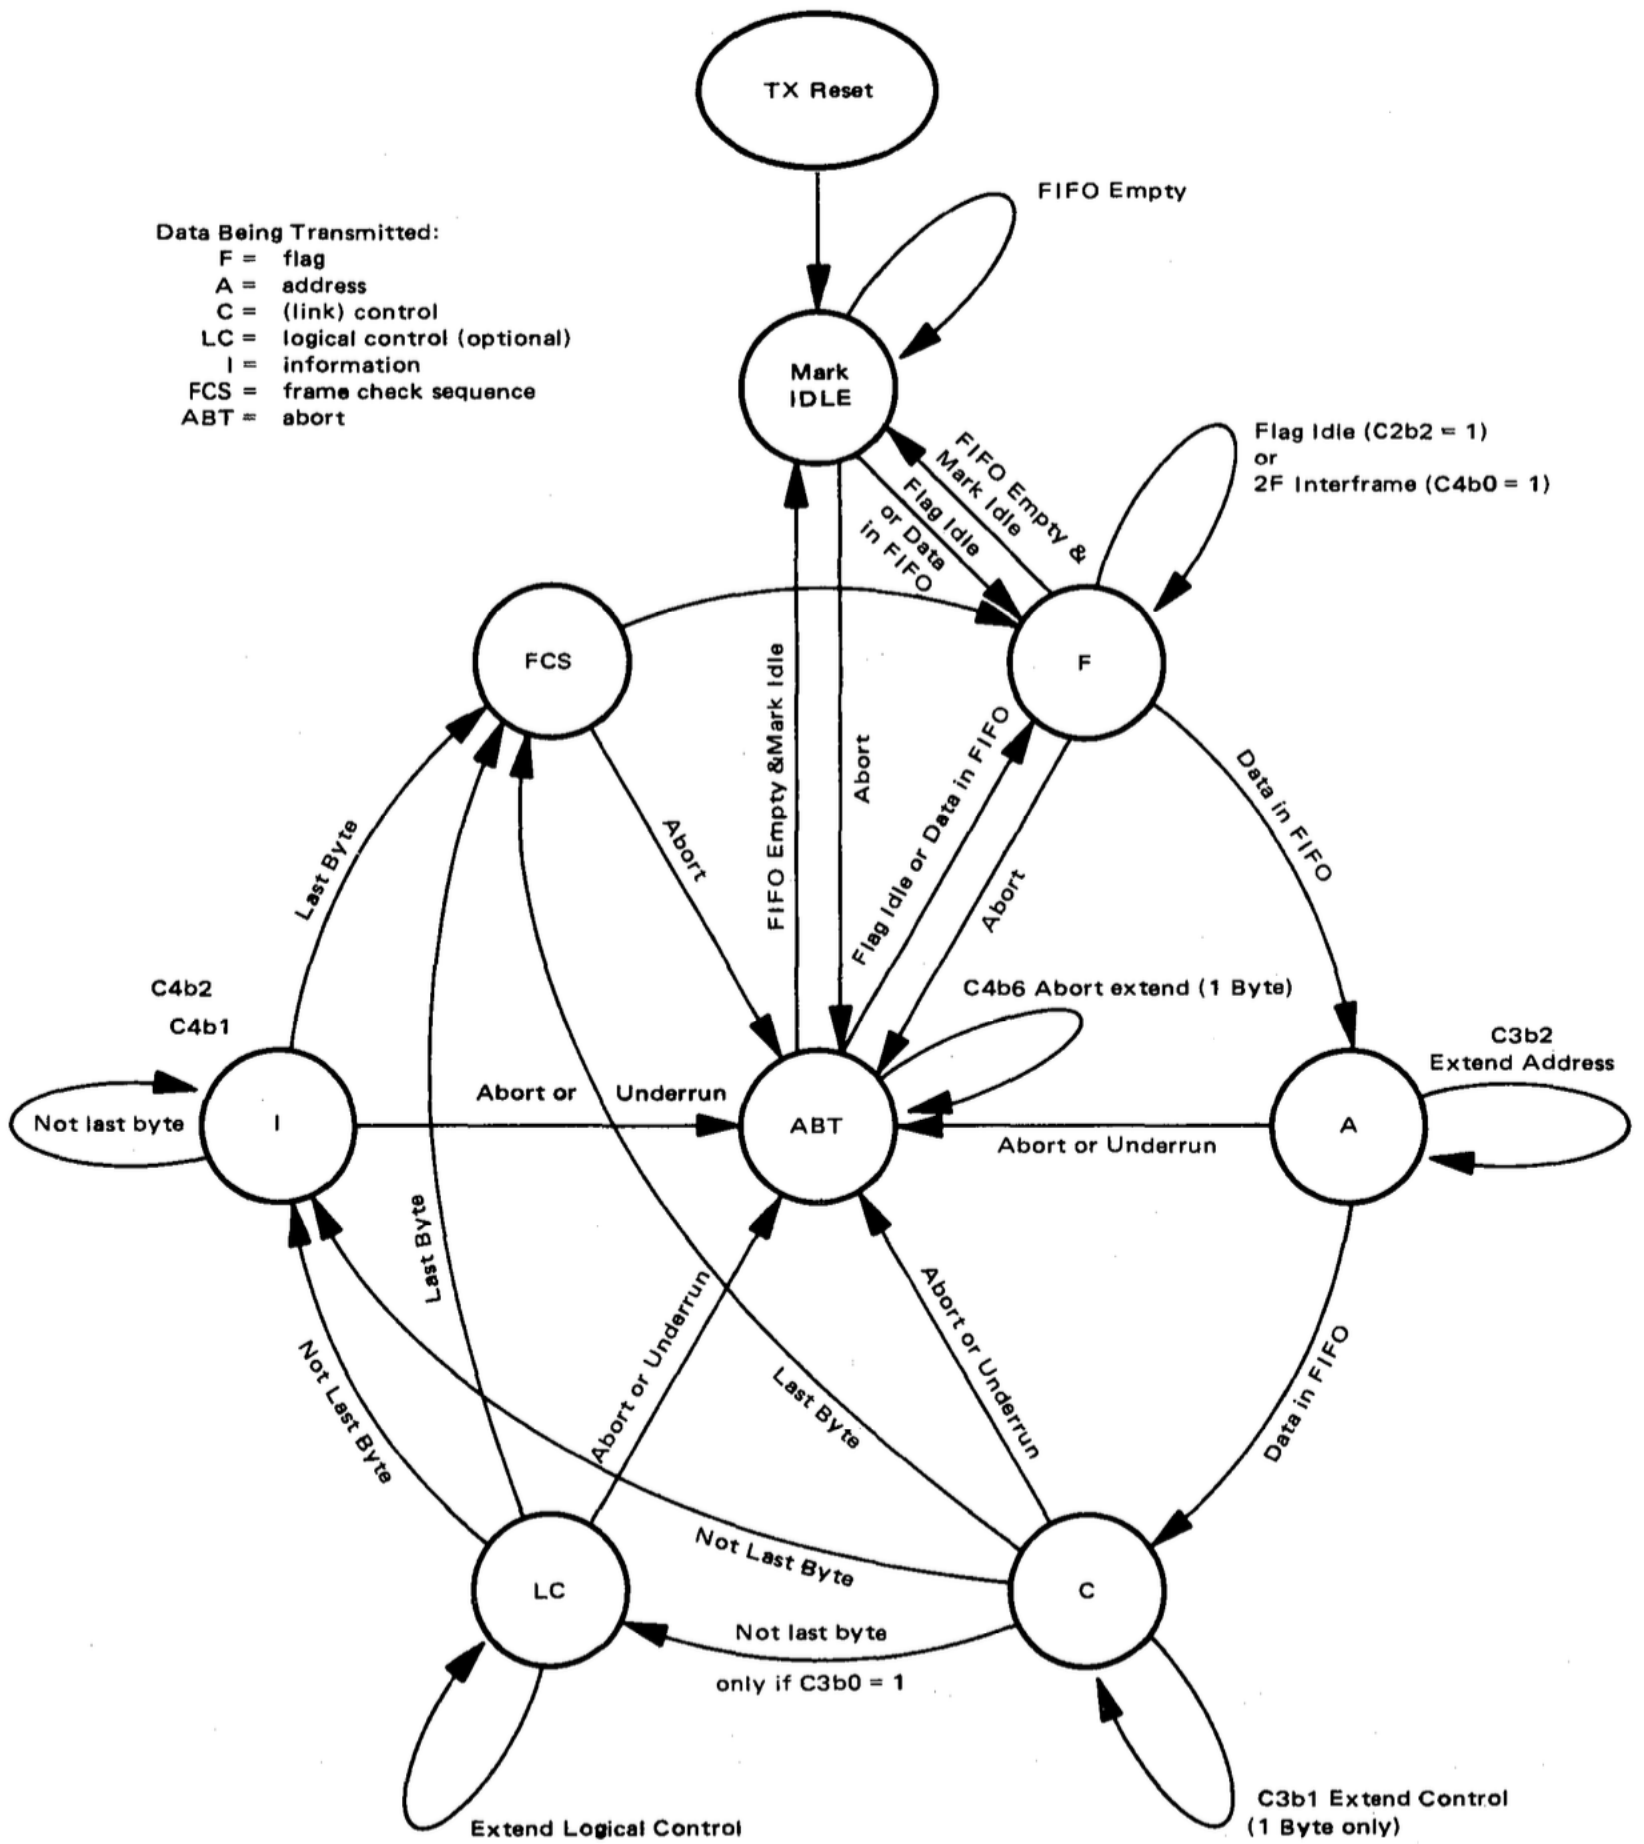 TX Reset
FIFO Empty
Data Being Transmitted:
F = flag
A = address
C = (link) control
LC = logical control (optional)
I = information
FCS = frame check sequence
ABT = abort
Mark
IDLE
Flag Idle (C2b2 = 1)
or
2F Interframe (C4b0 = 1)
FIFO Empty &
Mark Idle
Flag Idle
or Data
in FIFO
FCS
F
FIFO Empty &Mark Idle
Abort
Flag Idle or Data in FIFO
Abort
Abort
Data in FIFO
Last Byte
C4b2
C4b1
C4b6 Abort extend (1 Byte)
C3b2
Extend Address
Not last byte
I
Abort or Underrun
ABT
Abort or Underrun
A
Last Byte
Not Last Byte
Abort or Underrun
Last Byte
Abort or Underrun
Data in FIFO
Not Last Byte
LC
C
Not last byte
only if C3b0 = 1
Extend Logical Control
C3b1 Extend Control
(1 Byte only)